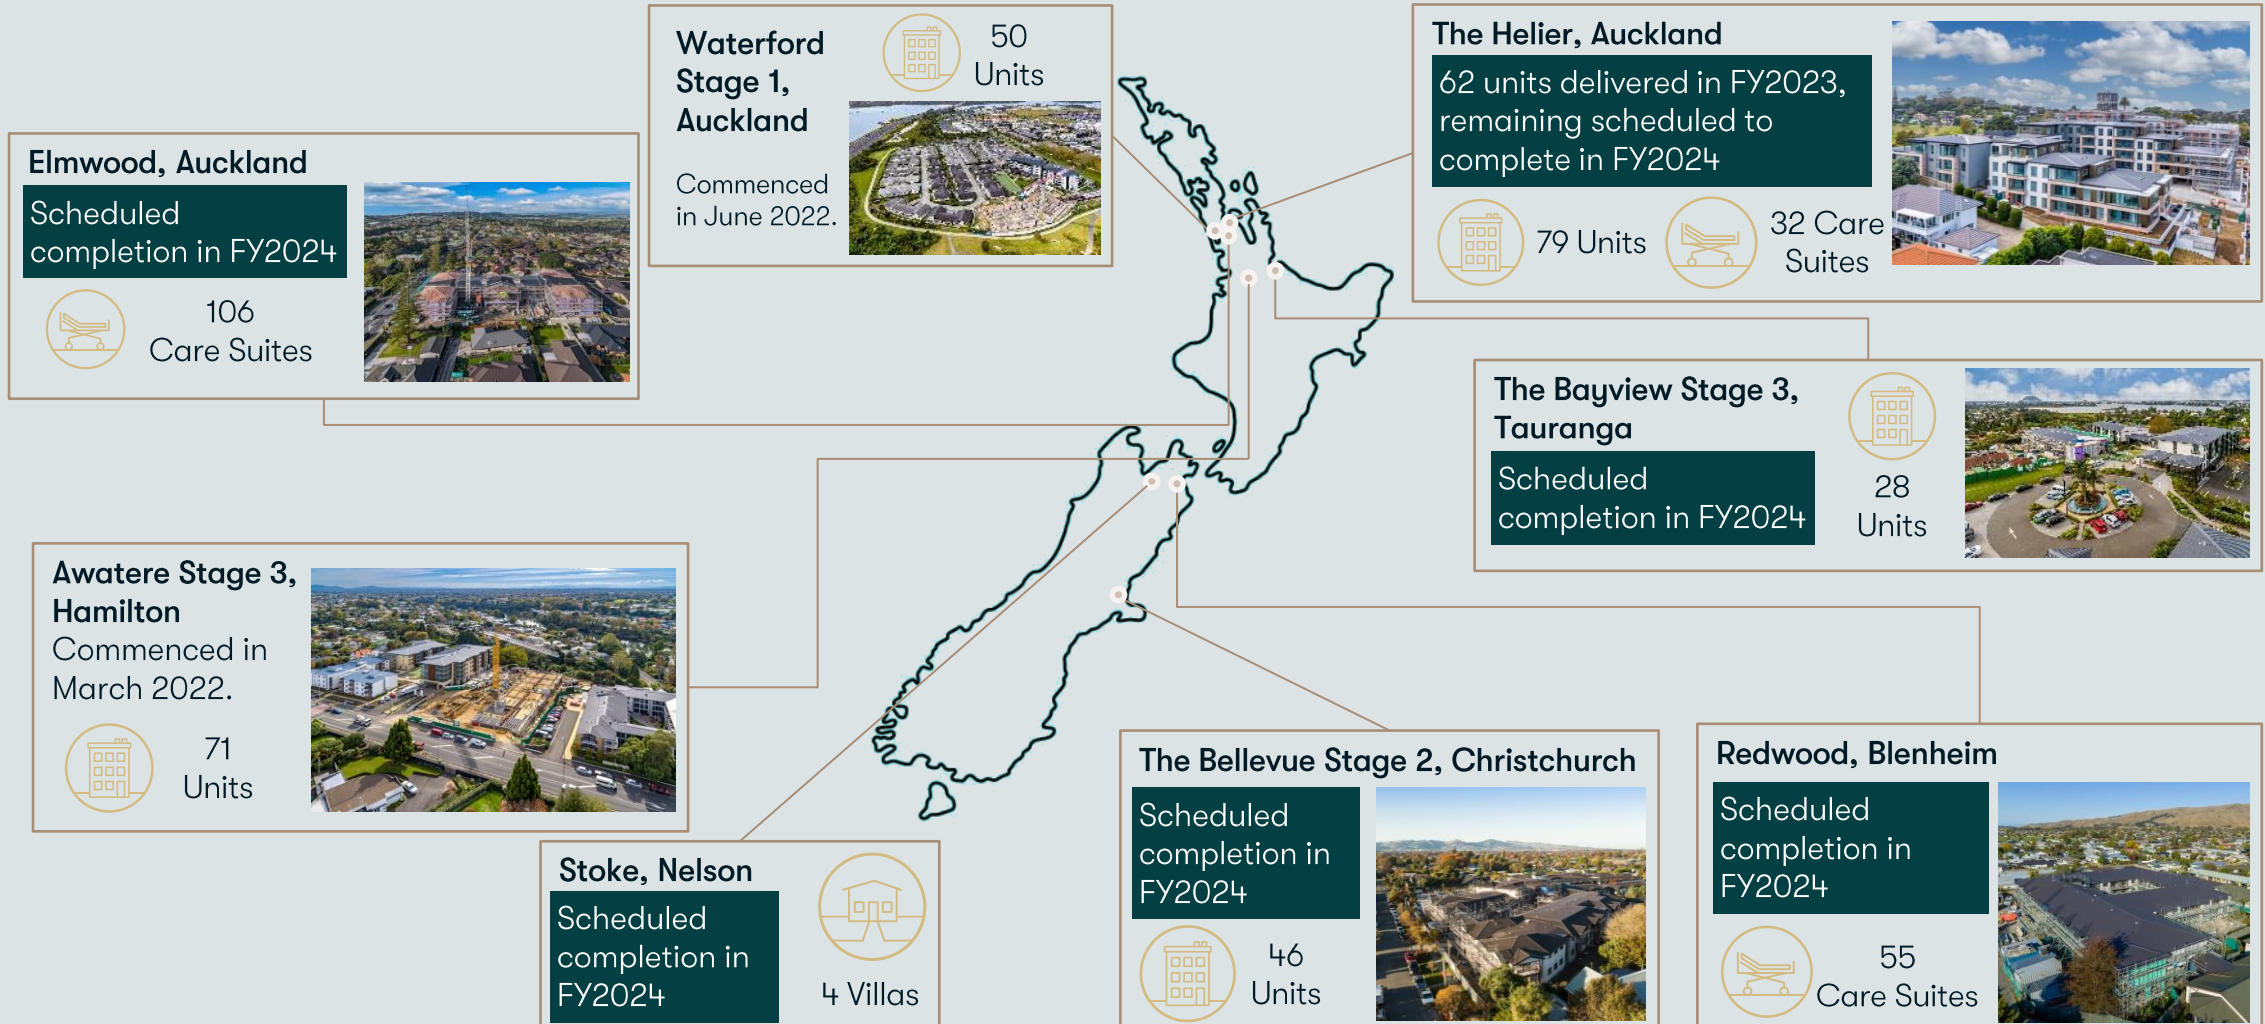 Waterford
Stage 1,
Auckland
Commenced
in June 2022.
50
Units
The Helier, Auckland
62 units delivered in FY2023,
remaining scheduled to
complete in FY2024
79 Units
32 Care
Suites
Elmwood, Auckland
Scheduled
completion in FY2024
106
Care Suites
The Bayview Stage 3,
Tauranga
Scheduled
completion in FY2024
28
Units
Awatere Stage 3,
Hamilton
Commenced in
March 2022.
71
Units
Stoke, Nelson
Scheduled
completion in
FY2024
4 Villas
The Bellevue Stage 2, Christchurch
Scheduled
completion in
FY2024
46
Units
Redwood, Blenheim
Scheduled
completion in
FY2024
55
Care Suites